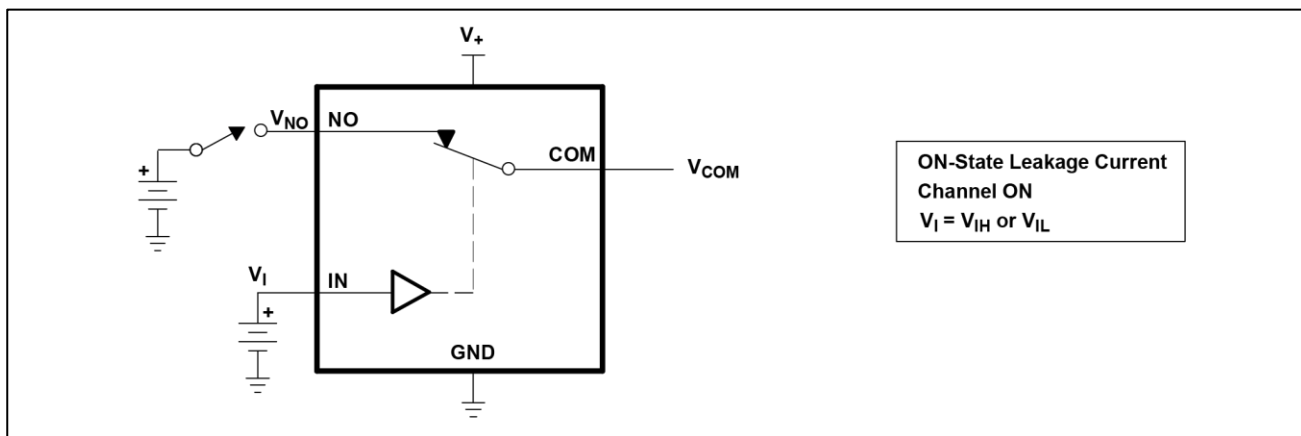 V+
VNO NO
+
COM
VCOM
VI IN
+
GND
ON-State Leakage Current
Channel ON
VI = VIH or VIL